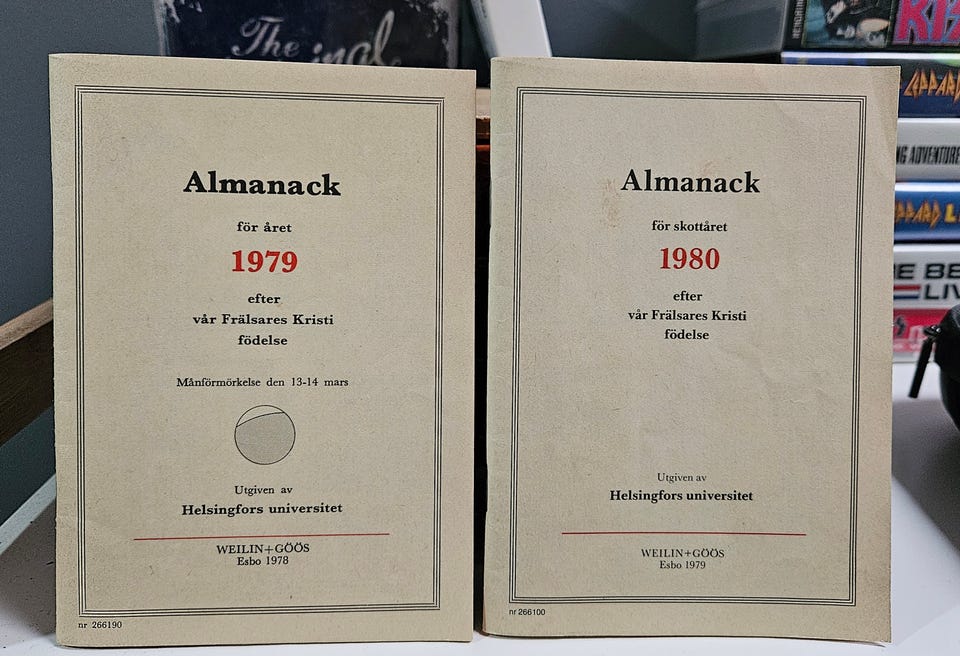 Almanack
för året
1979
efter
vår Frälsares Kristi
födelse
Månförmörkelse den 13-14 mars
Utgiven av
Helsingfors universitet
WEILIN+GÖÖS
Esbo 1978
nr 266190
Almanack
för skottåret
1980
efter
vår Frälsares Kristi
födelse
Utgiven av
Helsingfors universitet
WEILIN+GÖÖS
Esbo 1979
nr 266100
The